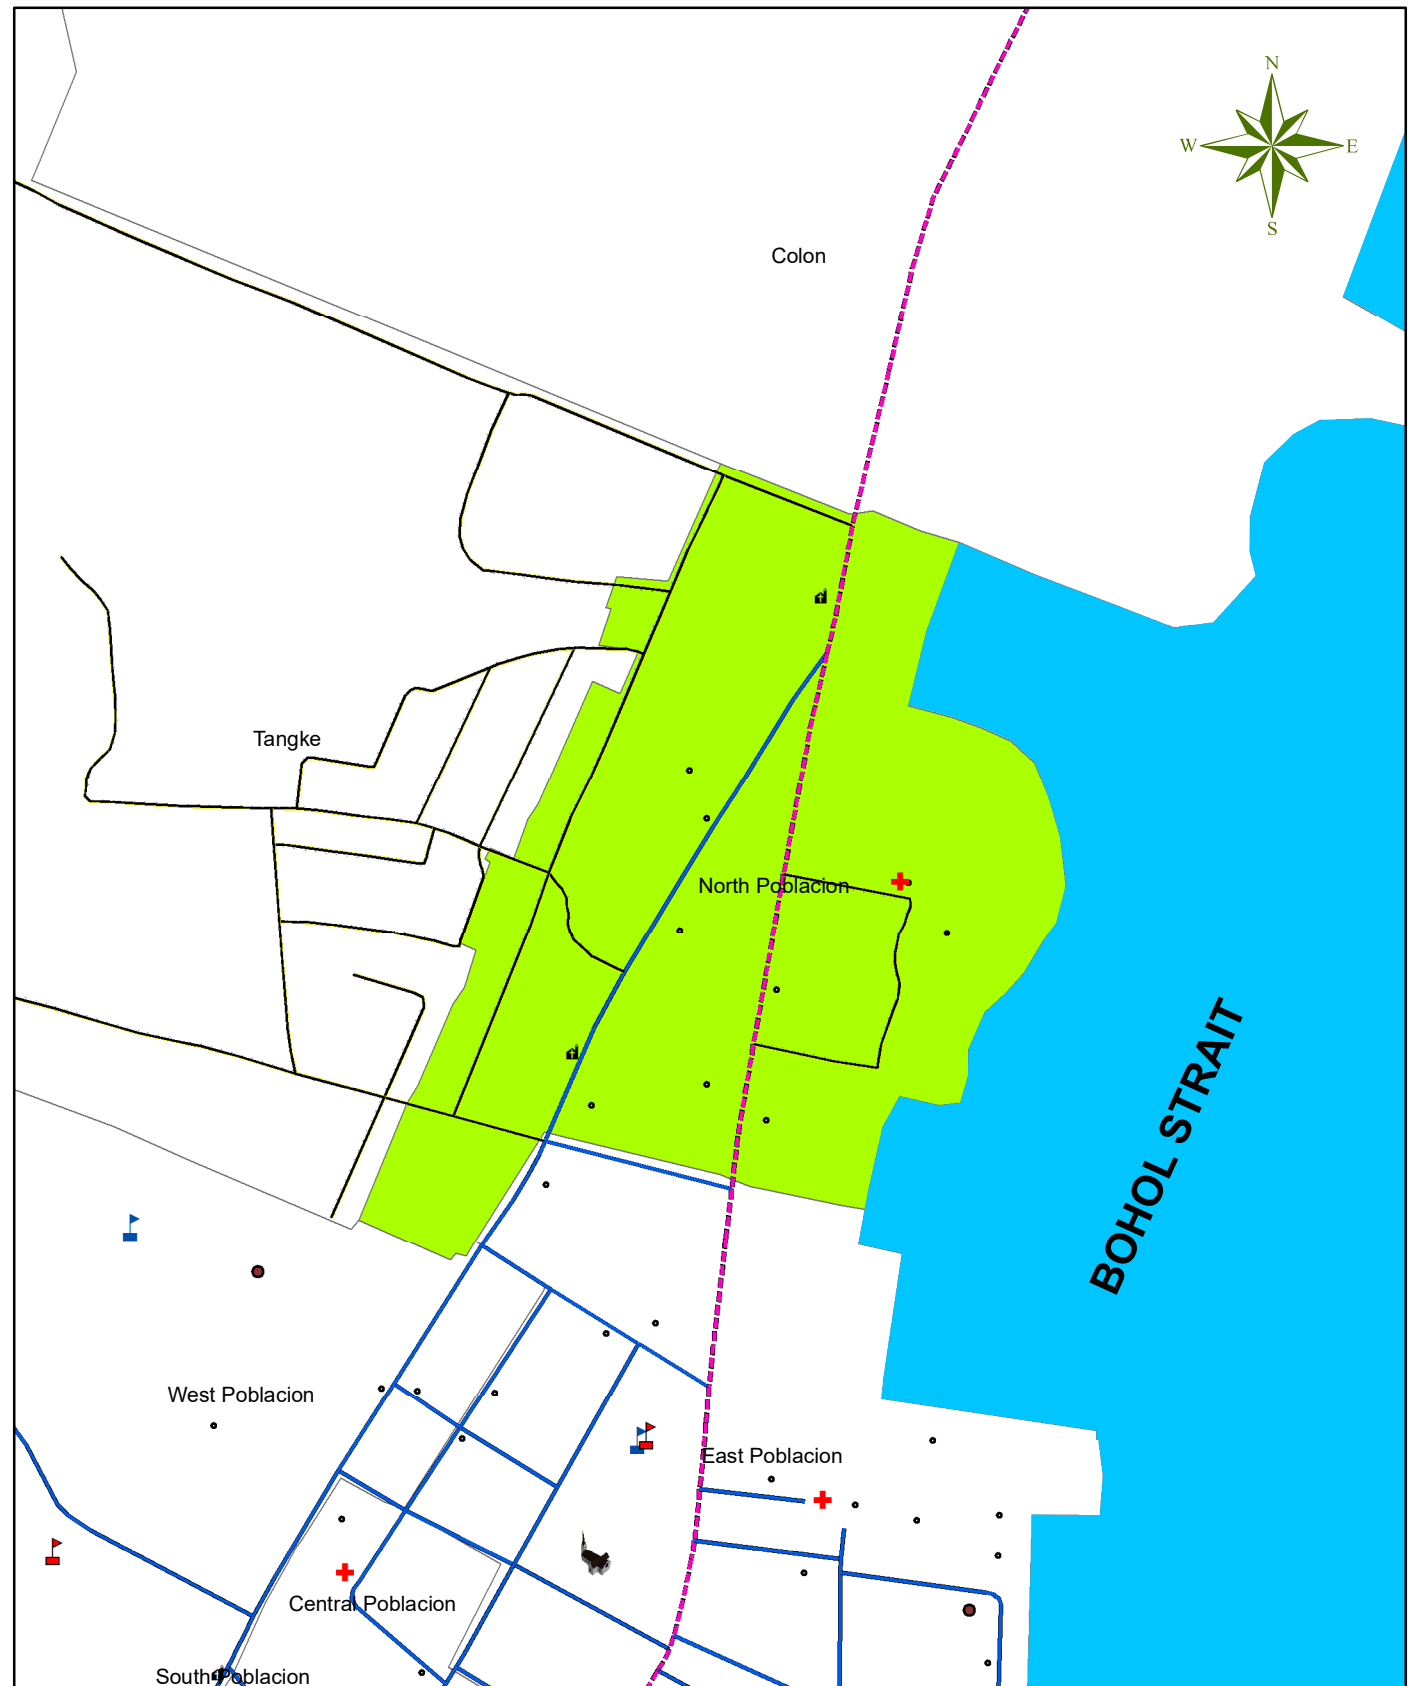 N
W
E
S
Colon
Tangke
North Poblacion
BOHOL STRAIT
West Poblacion
East Poblacion
Central Poblacion
South Poblacion